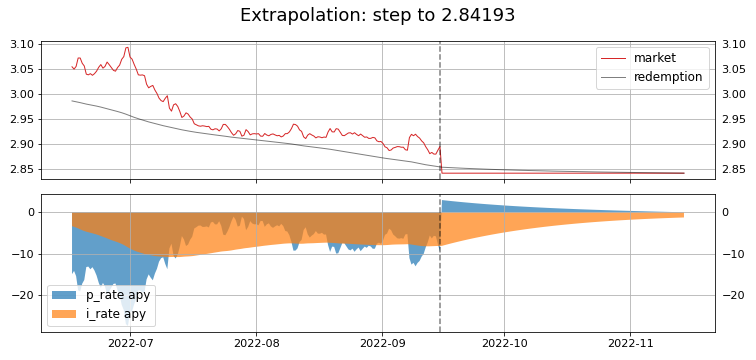 Extrapolation: step to 2.84193
3.10 3.10
market
3.05 3.05
redemption
3.00 3.00
2.95 2.95
2.90 2.90
2.85 2.85
0 0
−10 −10
−20 −20
p_rate apy
i_rate apy
2022-07 2022-08 2022-09 2022-10 2022-11